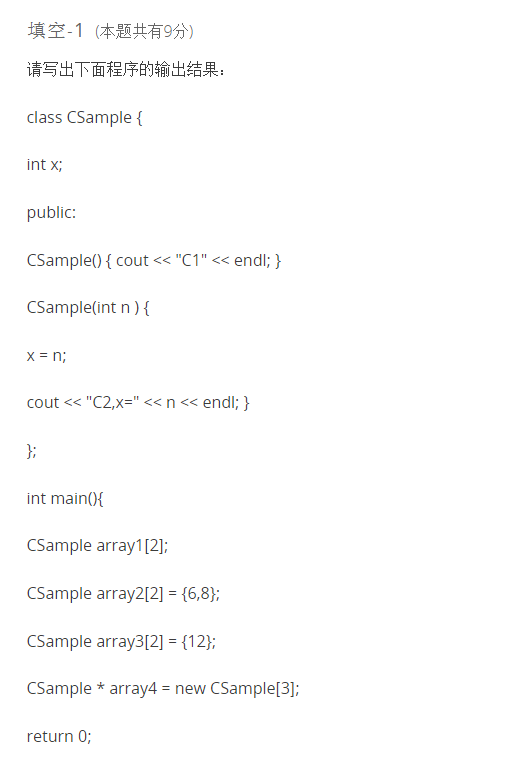 填空-1 (本题共有9分)
请写出下面程序的输出结果：
class CSample {
int x;
public:
CSample() { cout << "C1" << endl; }
CSample(int n ) {
x = n;
cout << "C2,x=" << n << endl; }
};
int main(){
CSample array1[2];
CSample array2[2] = {6,8};
CSample array3[2] = {12};
CSample * array4 = new CSample[3];
return 0;